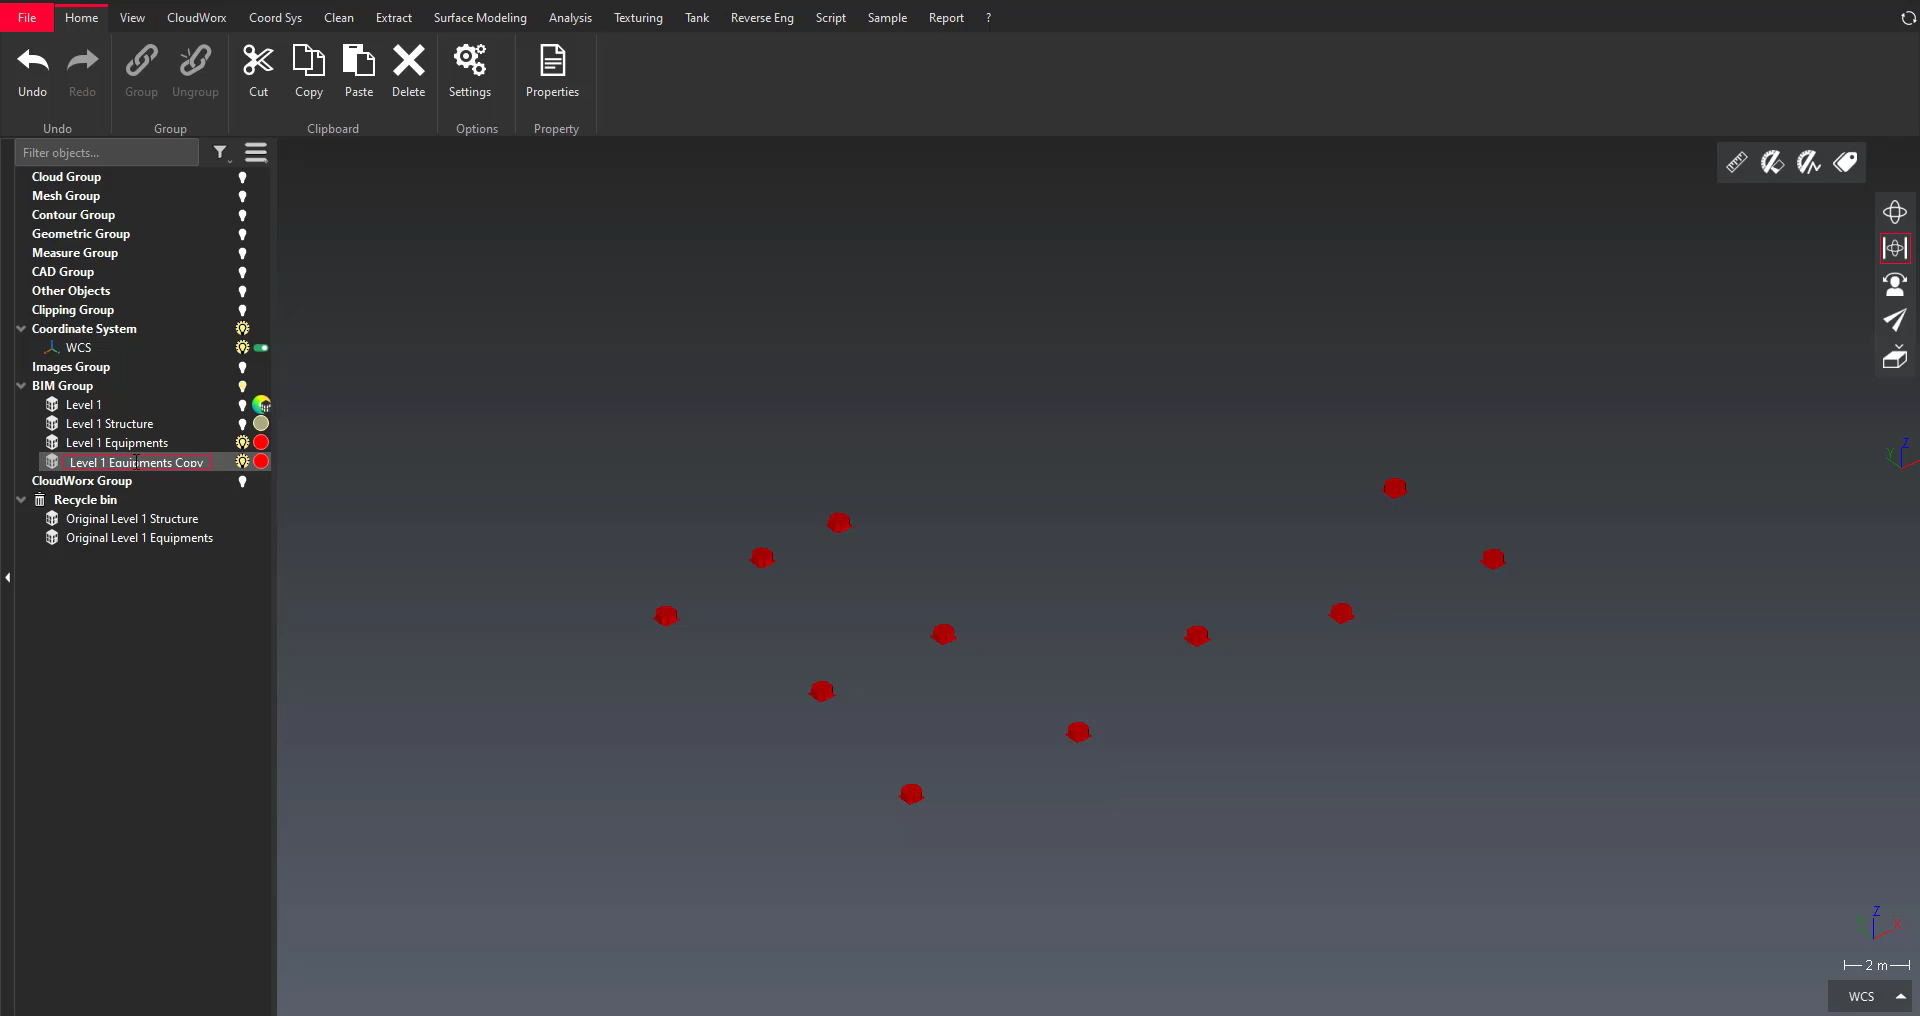 File Home View CloudWorx Coord Sys Clean Extract Surface Modeling Analysis Texturing Tank Reverse Eng Script Sample Report ?
Undo Redo Group Ungroup Cut Copy Paste Delete Settings Properties
Undo Group Clipboard Options Property
Filter objects...
Cloud Group
Mesh Group
Contour Group
Geometric Group
Measure Group
CAD Group
Other Objects
Clipping Group
Coordinate System
WCS
Images Group
BIM Group
Level 1
Level 1 Structure
Level 1 Equipments
Level 1 Equipments Copy
CloudWorx Group
Recycle bin
Original Level 1 Structure
Original Level 1 Equipments
Z
Y
Z
X
2 m
WCS